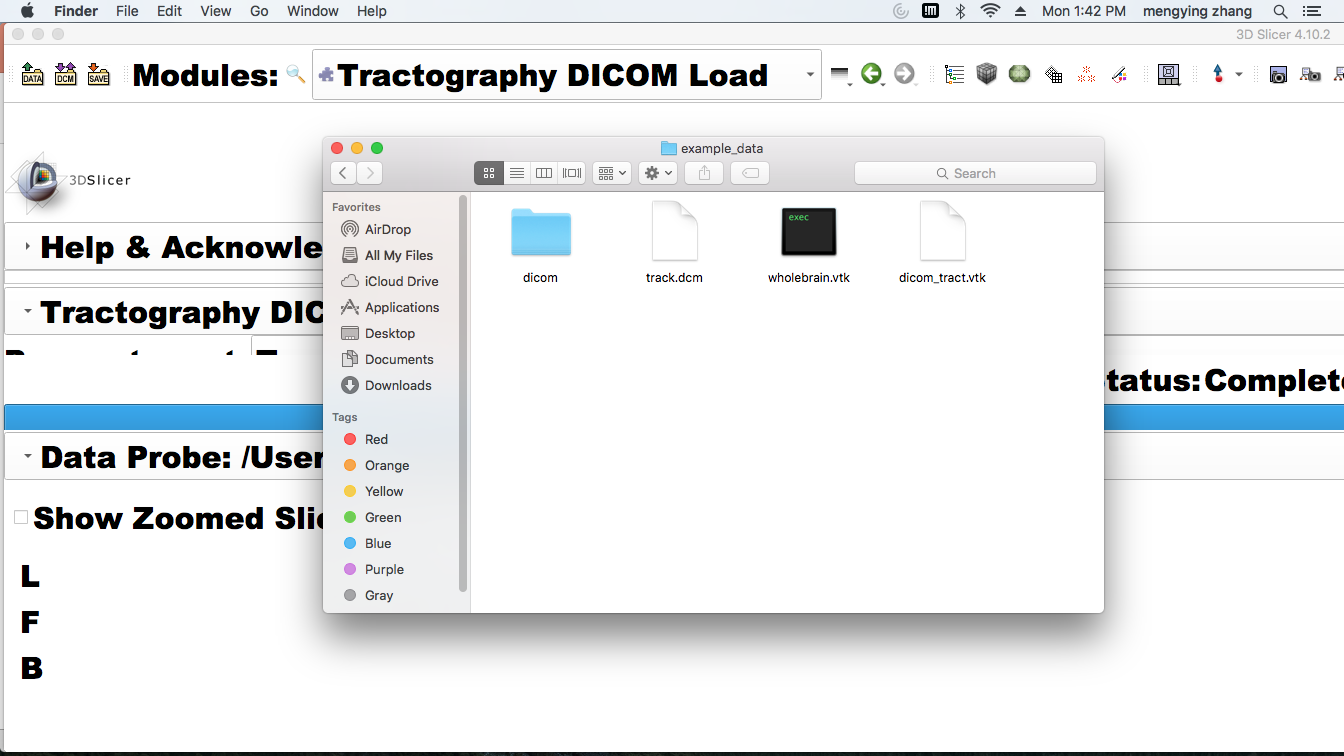 Finder File Edit View Go Window Help Mon 1:42 PM mengying zhang
3D Slicer 4.10.2
DATA DCM SAVE Modules: Tractography DICOM Load
example_data
Search
3DSlicer
Favorites
AirDrop
All My Files
iCloud Drive
Applications
Desktop
Documents
Downloads
Tags
Red
Orange
Yellow
Green
Blue
Purple
Gray
exec
dicom track.dcm wholebrain.vtk dicom_tract.vtk
Help & Acknowle
Tractography DIC
tatus: Complete
Data Probe: /User
Show Zoomed Slic
L
F
B